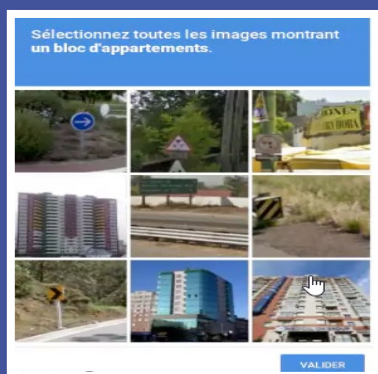 Sélectionnez toutes les images montrant
un bloc d'appartements.
VALIDER